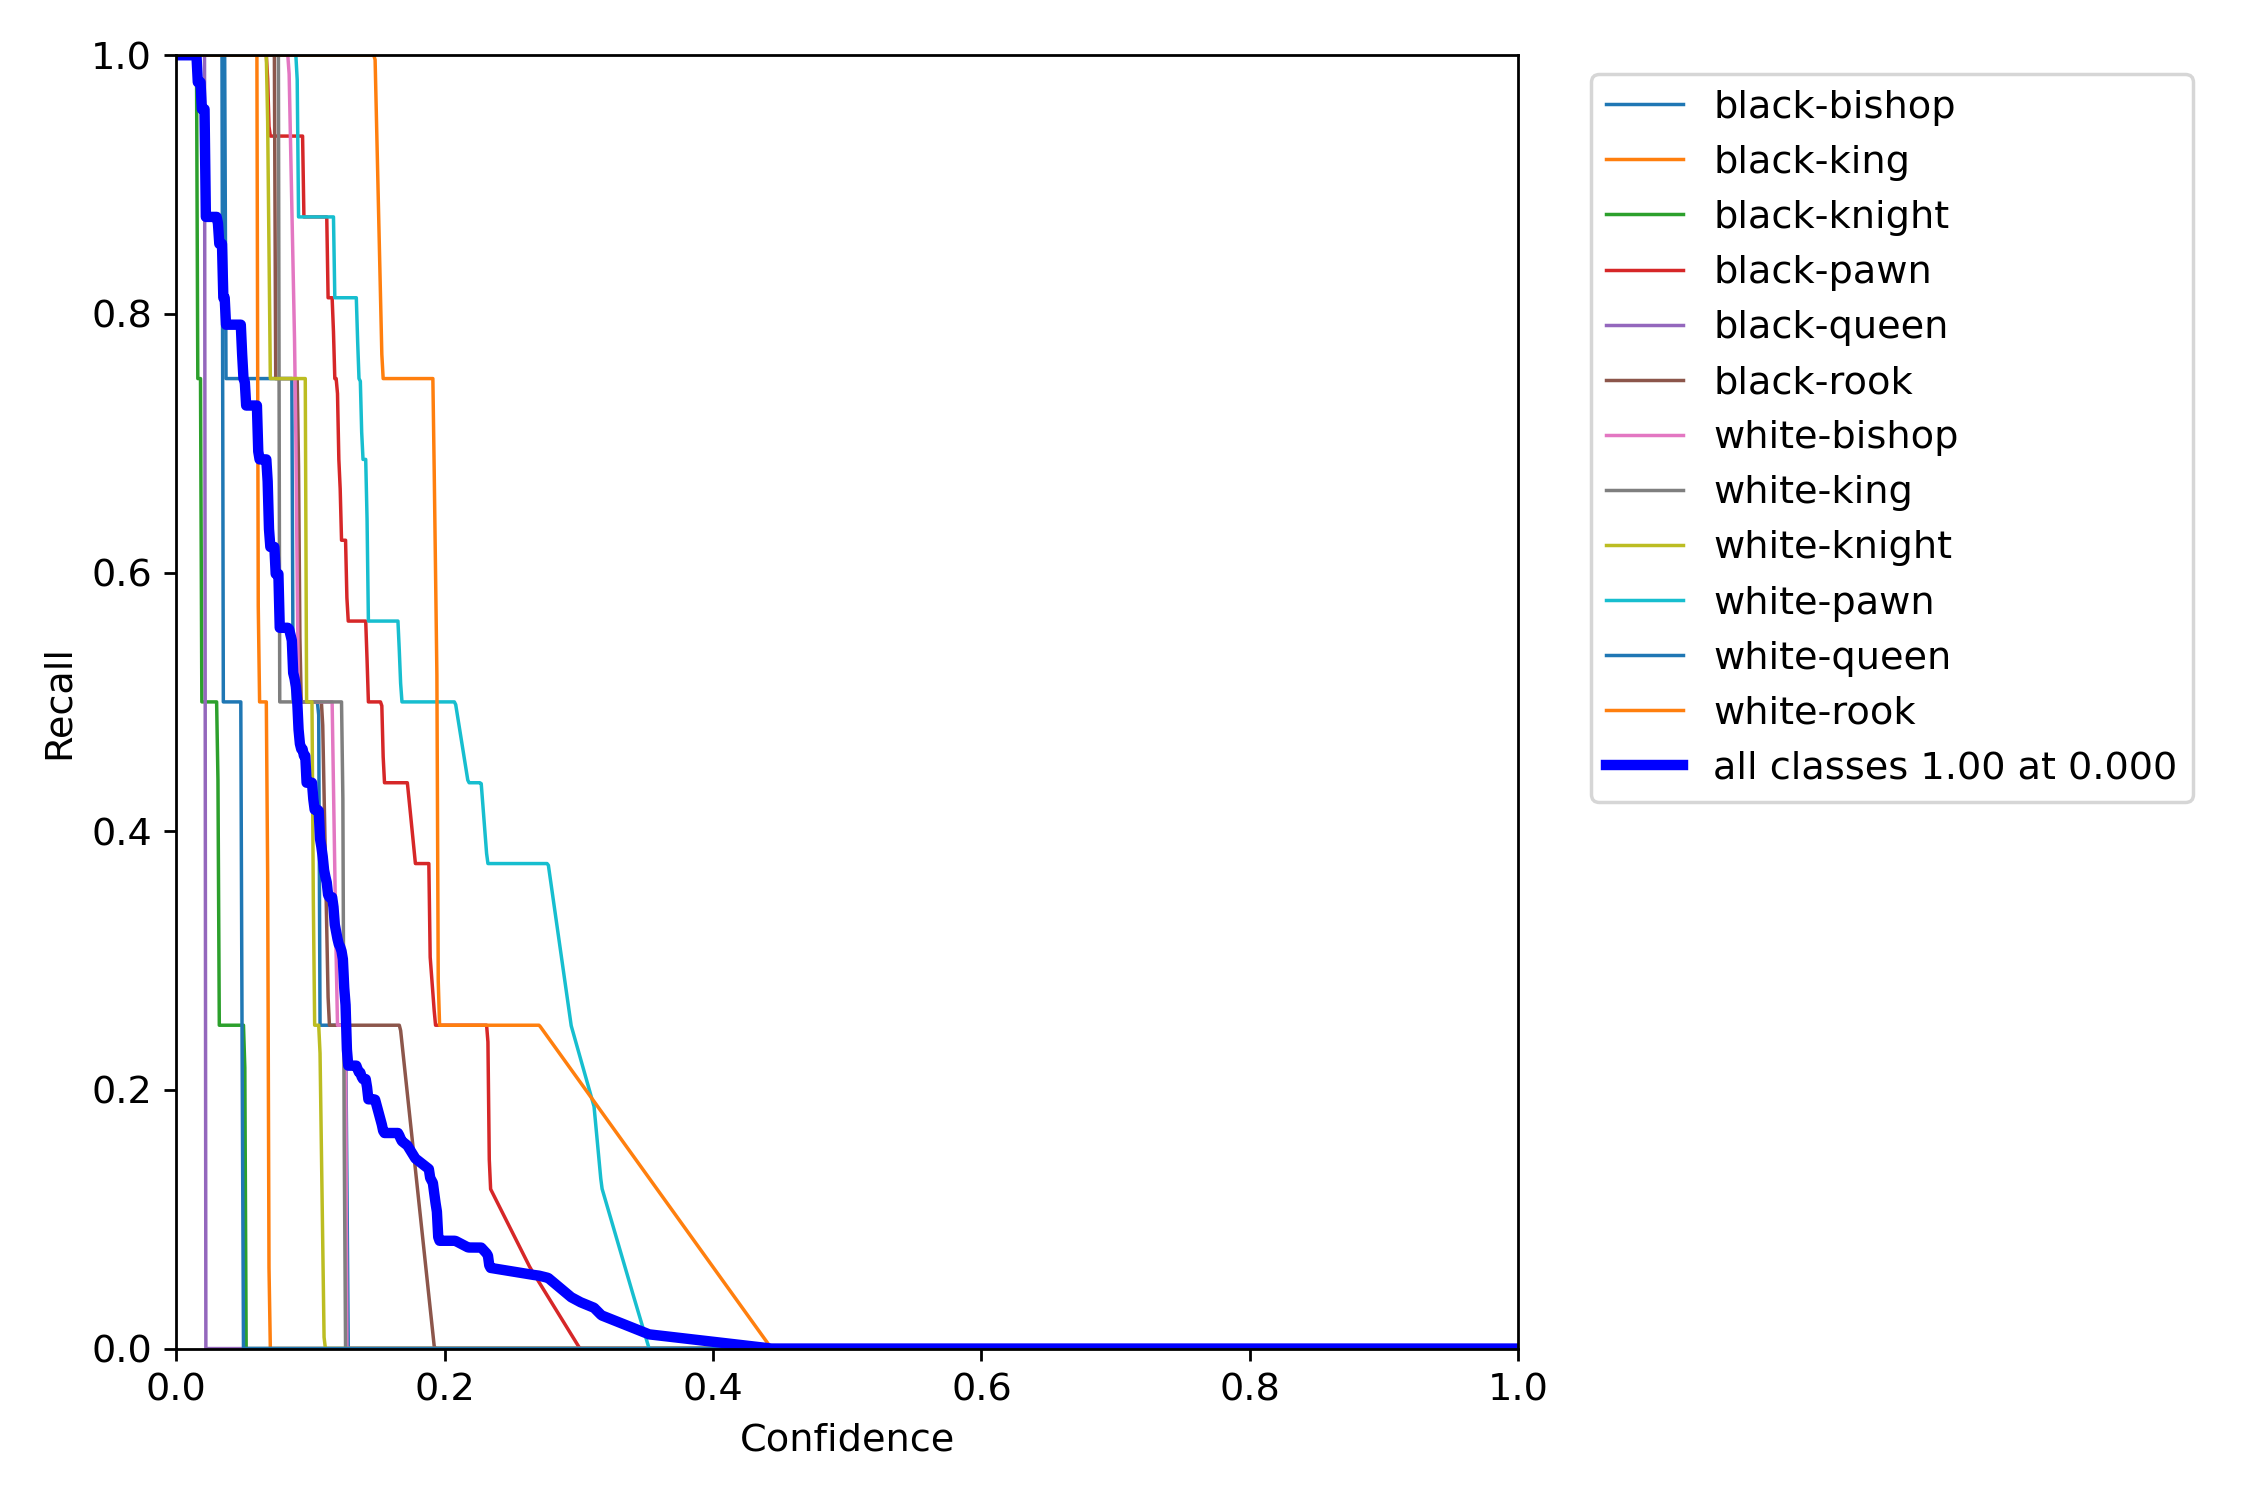 1.0
0.8
0.6
0.4
0.2
0.0
Recall
0.0 0.2 0.4 0.6 0.8 1.0
Confidence
black-bishop
black-king
black-knight
black-pawn
black-queen
black-rook
white-bishop
white-king
white-knight
white-pawn
white-queen
white-rook
all classes 1.00 at 0.000